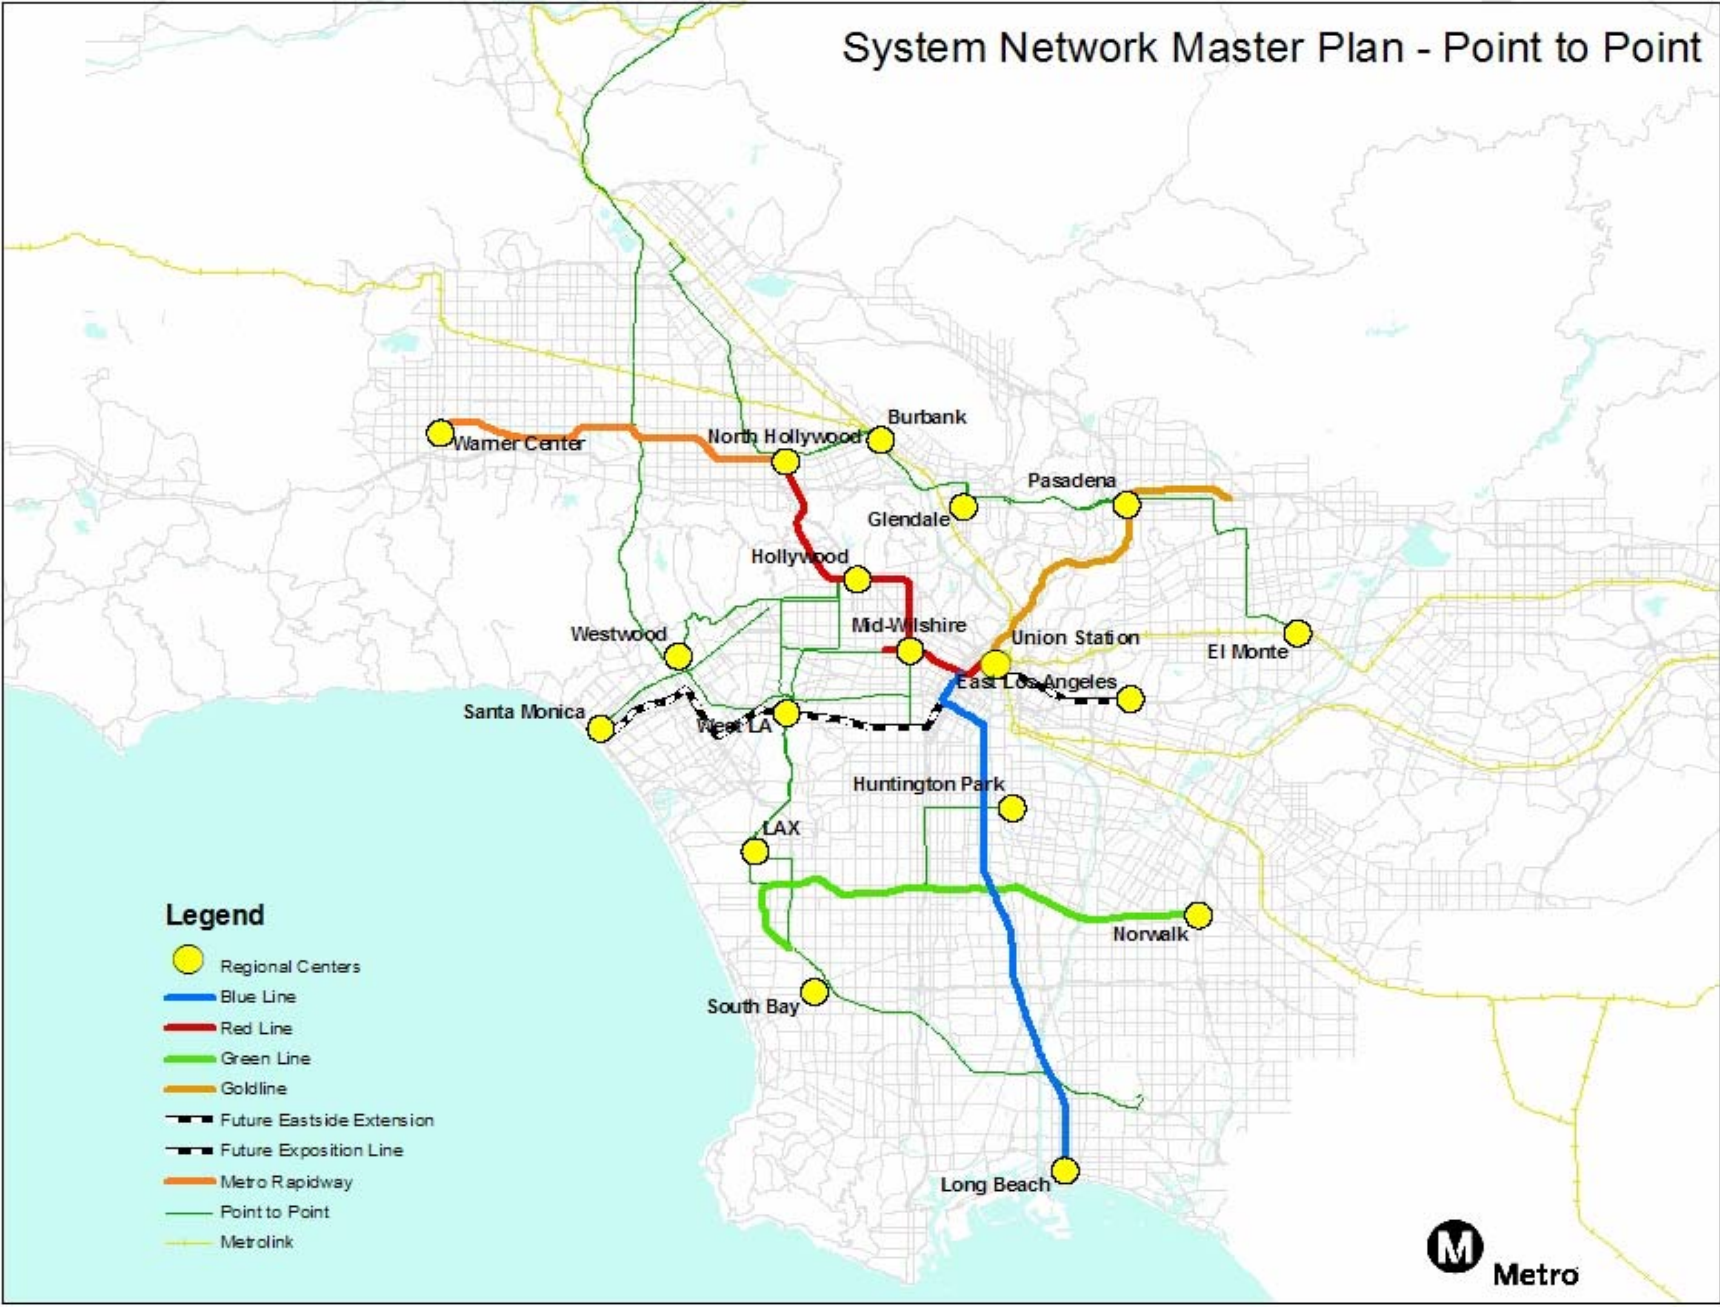 System Network Master Plan - Point to Point
Burbank
North Hollywood
Warner Center
Pasadena
Glendale
Hollywood
Mid-Wilshire
Westwood
Union Station
El Monte
East Los Angeles
Santa Monica
West LA
Huntington Park
LAX
Norwalk
South Bay
Long Beach
Legend
Regional Centers
Blue Line
Red Line
Green Line
Goldline
Future Eastside Extension
Future Exposition Line
Metro Rapidway
Point to Point
Metrolink
M
Metro